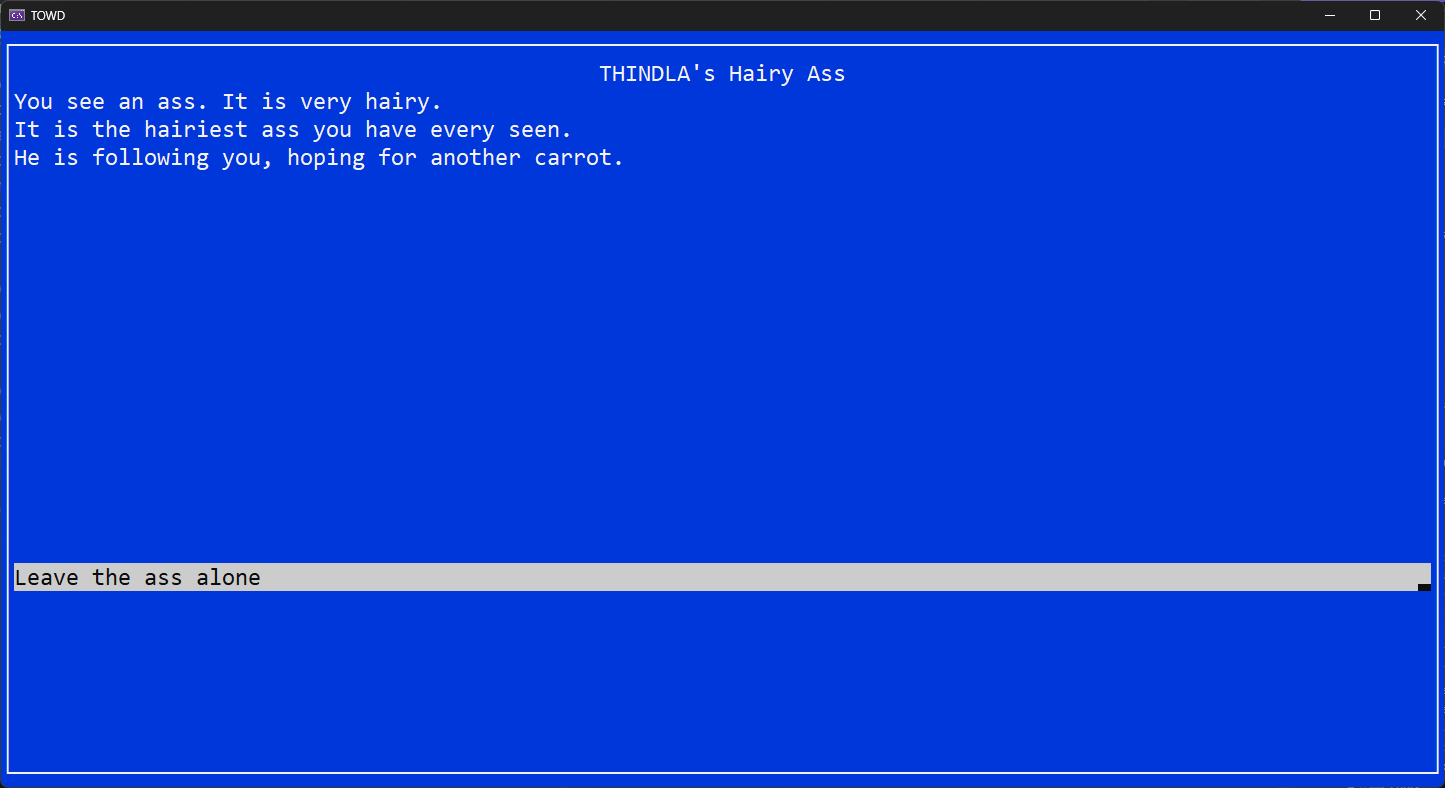 TOWD
THINDLA's Hairy Ass
You see an ass. It is very hairy.
It is the hairiest ass you have every seen.
He is following you, hoping for another carrot.
Leave the ass alone